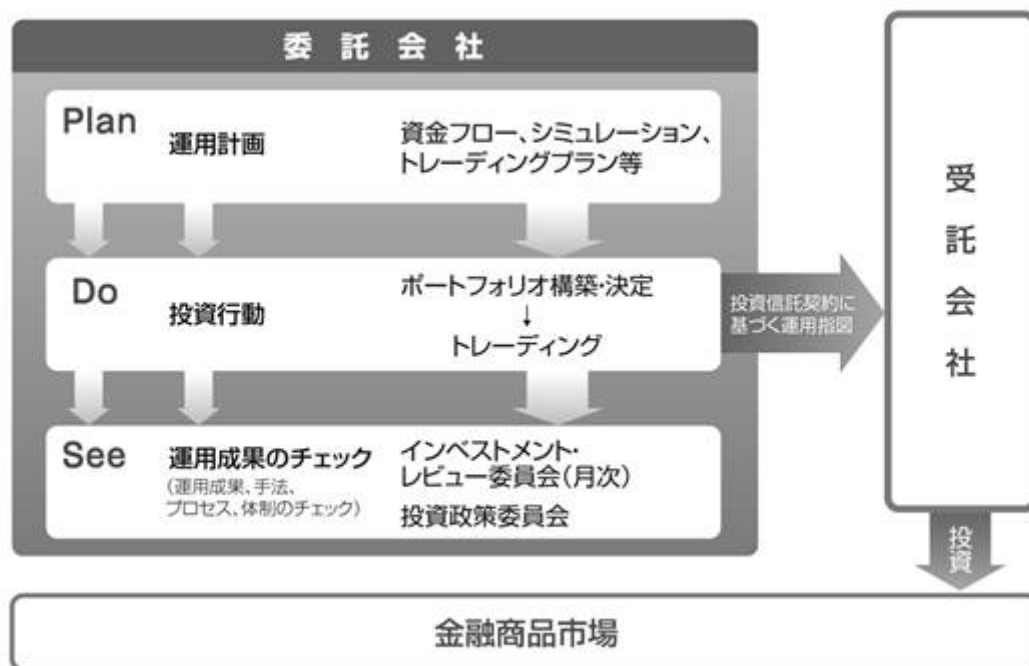 委託会社
Plan
運用計画
資金フロー、シミュレーション、
トレーディングプラン等
Do
投資行動
ポートフォリオ構築・決定
↓
トレーディング
投資信託契約に
基づく運用指図
See
運用成果のチェック
(運用成果、手法、
プロセス、体制のチェック)
インベストメント・
レビュー委員会(月次)
投資政策委員会
受託会社
投資
金融商品市場